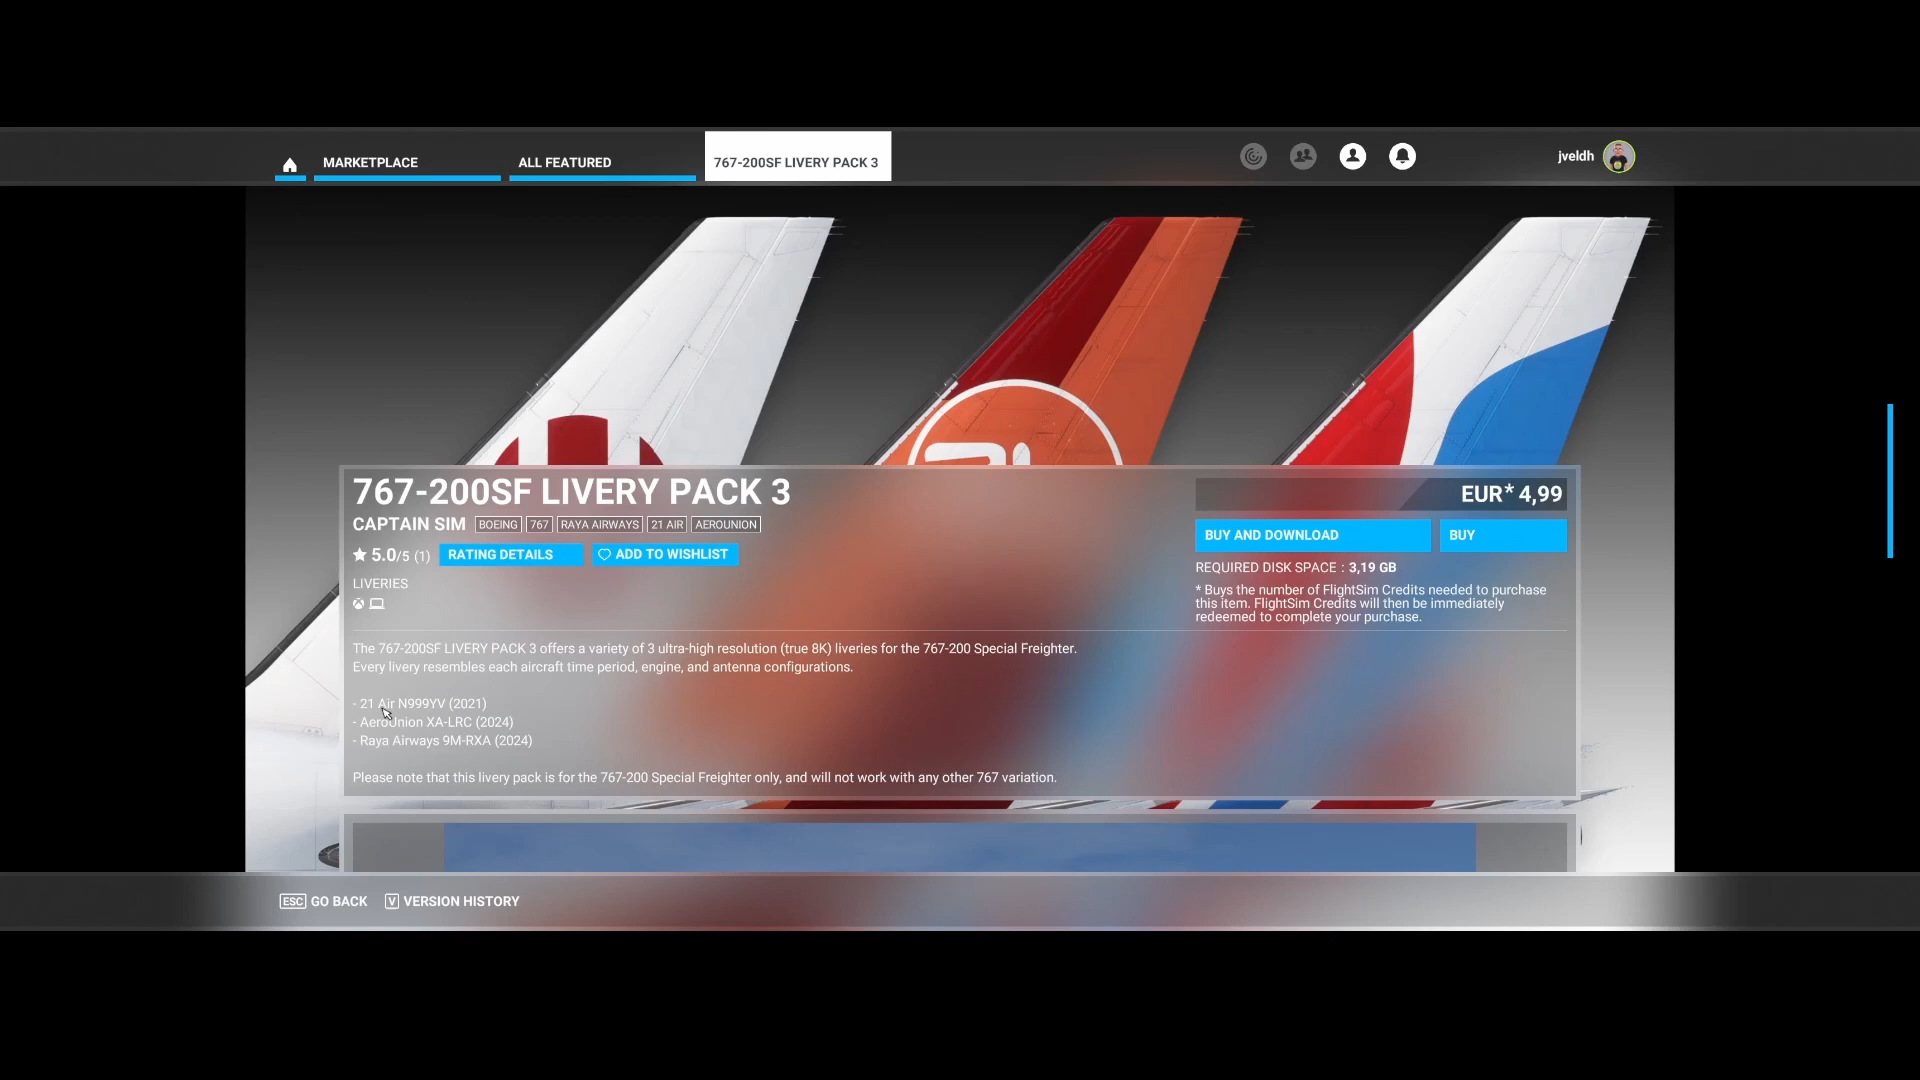 MARKETPLACE
ALL FEATURED
767-200SF LIVERY PACK 3
jveldh
767-200SF LIVERY PACK 3
EUR* 4,99
CAPTAIN SIM BOEING 767 RAYA AIRWAYS 21 AIR AEROUNION
BUY AND DOWNLOAD
BUY
5.0/5 (1) RATING DETAILS ADD TO WISHLIST
REQUIRED DISK SPACE : 3,19 GB
LIVERIES
* Buys the number of FlightSim Credits needed to purchase
this item. FlightSim Credits will then be immediately
redeemed to complete your purchase.
The 767-200SF LIVERY PACK 3 offers a variety of 3 ultra-high resolution (true 8K) liveries for the 767-200 Special Freighter.
Every livery resembles each aircraft time period, engine, and antenna configurations.
- 21 Air N999YV (2021)
- AeroUnion XA-LRC (2024)
- Raya Airways 9M-RXA (2024)
Please note that this livery pack is for the 767-200 Special Freighter only, and will not work with any other 767 variation.
ESC GO BACK V VERSION HISTORY